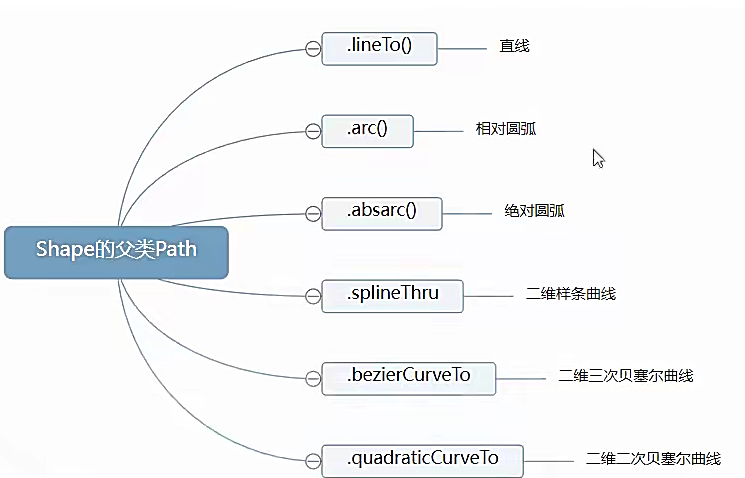 .lineTo()
直线
.arc()
相对圆弧
.absarc()
绝对圆弧
Shape的父类Path
.splineThru
二维样条曲线
.bezierCurveTo
二维三次贝塞尔曲线
.quadraticCurveTo
二维二次贝塞尔曲线